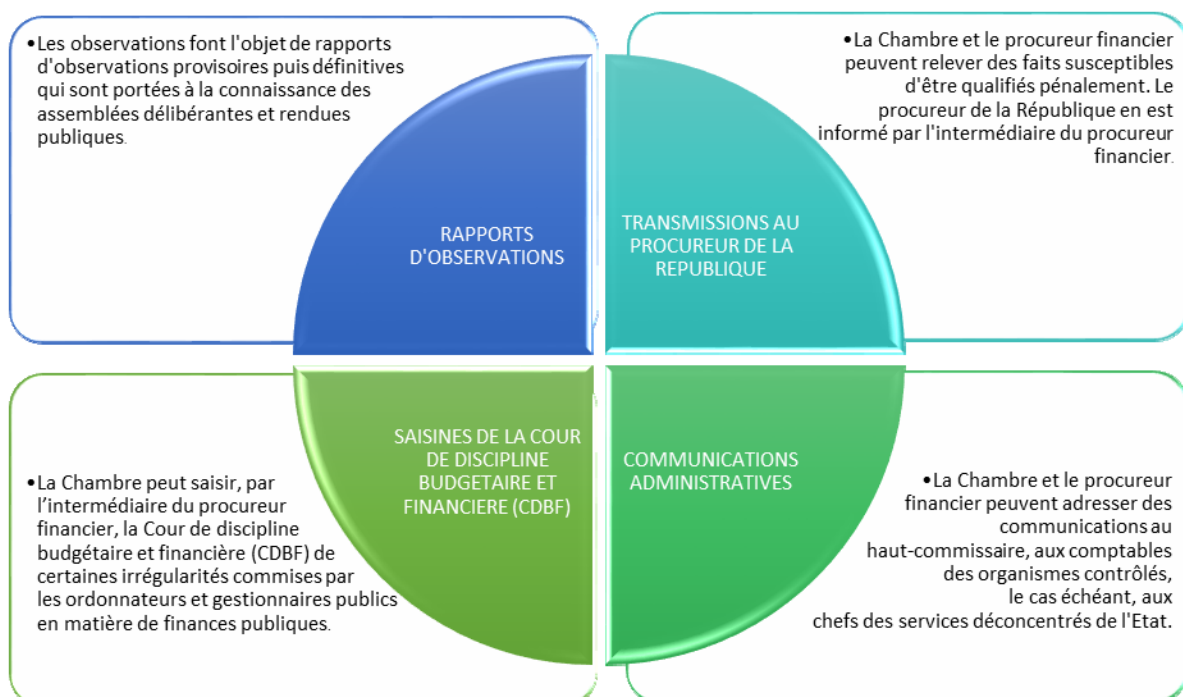 •Les observations font l'objet de rapports
d'observations provisoires puis définitives
qui sont portées à la connaissance des
assemblées délibérantes et rendues
publiques.
RAPPORTS
D'OBSERVATIONS
•La Chambre et le procureur financier
peuvent relever des faits susceptibles
d'être qualifiés pénalement. Le
procureur de la République en est
informé par l'intermédiaire du procureur
financier.
TRANSMISSIONS AU
PROCUREUR DE LA
REPUBLIQUE
•La Chambre peut saisir, par
l’intermédiaire du procureur
financier, la Cour de discipline
budgétaire et financière (CDBF) de
certaines irrégularités commises par
les ordonnateurs et gestionnaires publics
en matière de finances publiques.
SAISINES DE LA COUR
DE DISCIPLINE
BUDGETAIRE ET
FINANCIERE (CDBF)
COMMUNICATIONS
ADMINISTRATIVES
•La Chambre et le procureur
financier peuvent adresser des
communications au
haut-commissaire, aux comptables
des organismes contrôlés,
le cas échéant, aux
chefs des services déconcentrés de l'Etat.